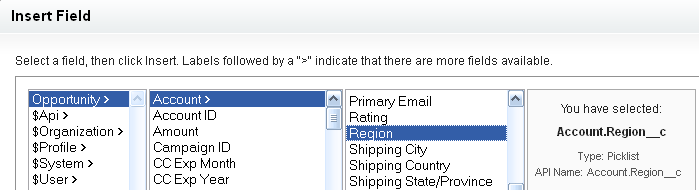 Insert Field
Select a field, then click Insert. Labels followed by a ">" indicate that there are more fields available.
Opportunity >
$Api >
$Organization >
$Profile >
$System >
$User >
Account >
Account ID
Amount
Campaign ID
CC Exp Month
CC Exp Year
Primary Email
Rating
Region
Shipping City
Shipping Country
Shipping State/Province
You have selected:
Account.Region__c
Type: Picklist
API Name: Account.Region__c